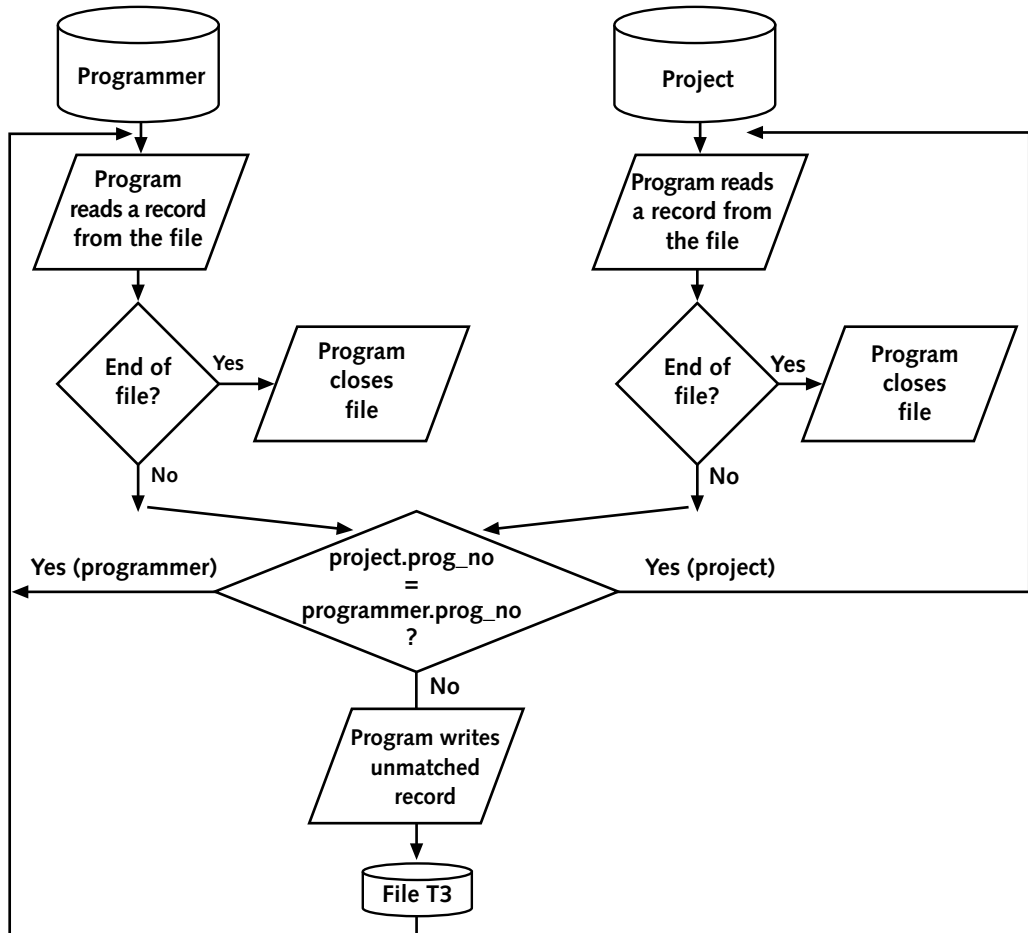 Programmer
Project
Program
reads a record
from the file
Program reads
a record from
the file
End of
file?
Yes
Program
closes
file
End of
file?
Yes
Program
closes
file
No
No
Yes (programmer)
project.prog_no
=
programmer.prog_no
?
Yes (project)
No
Program writes
unmatched
record
File T3